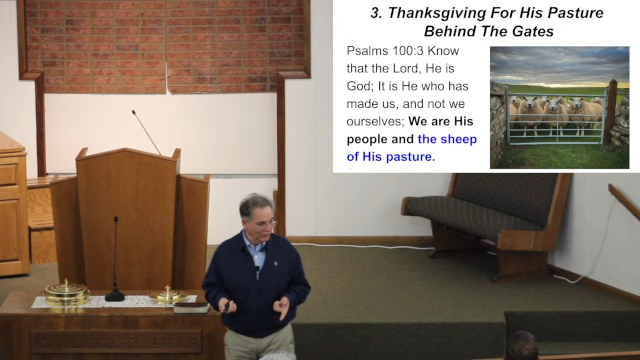 3. Thanksgiving For His Pasture
Behind The Gates
Psalms 100:3 Know
that the Lord, He is
God; It is He who has
made us, and not we
ourselves; We are His
people and the sheep
of His pasture.